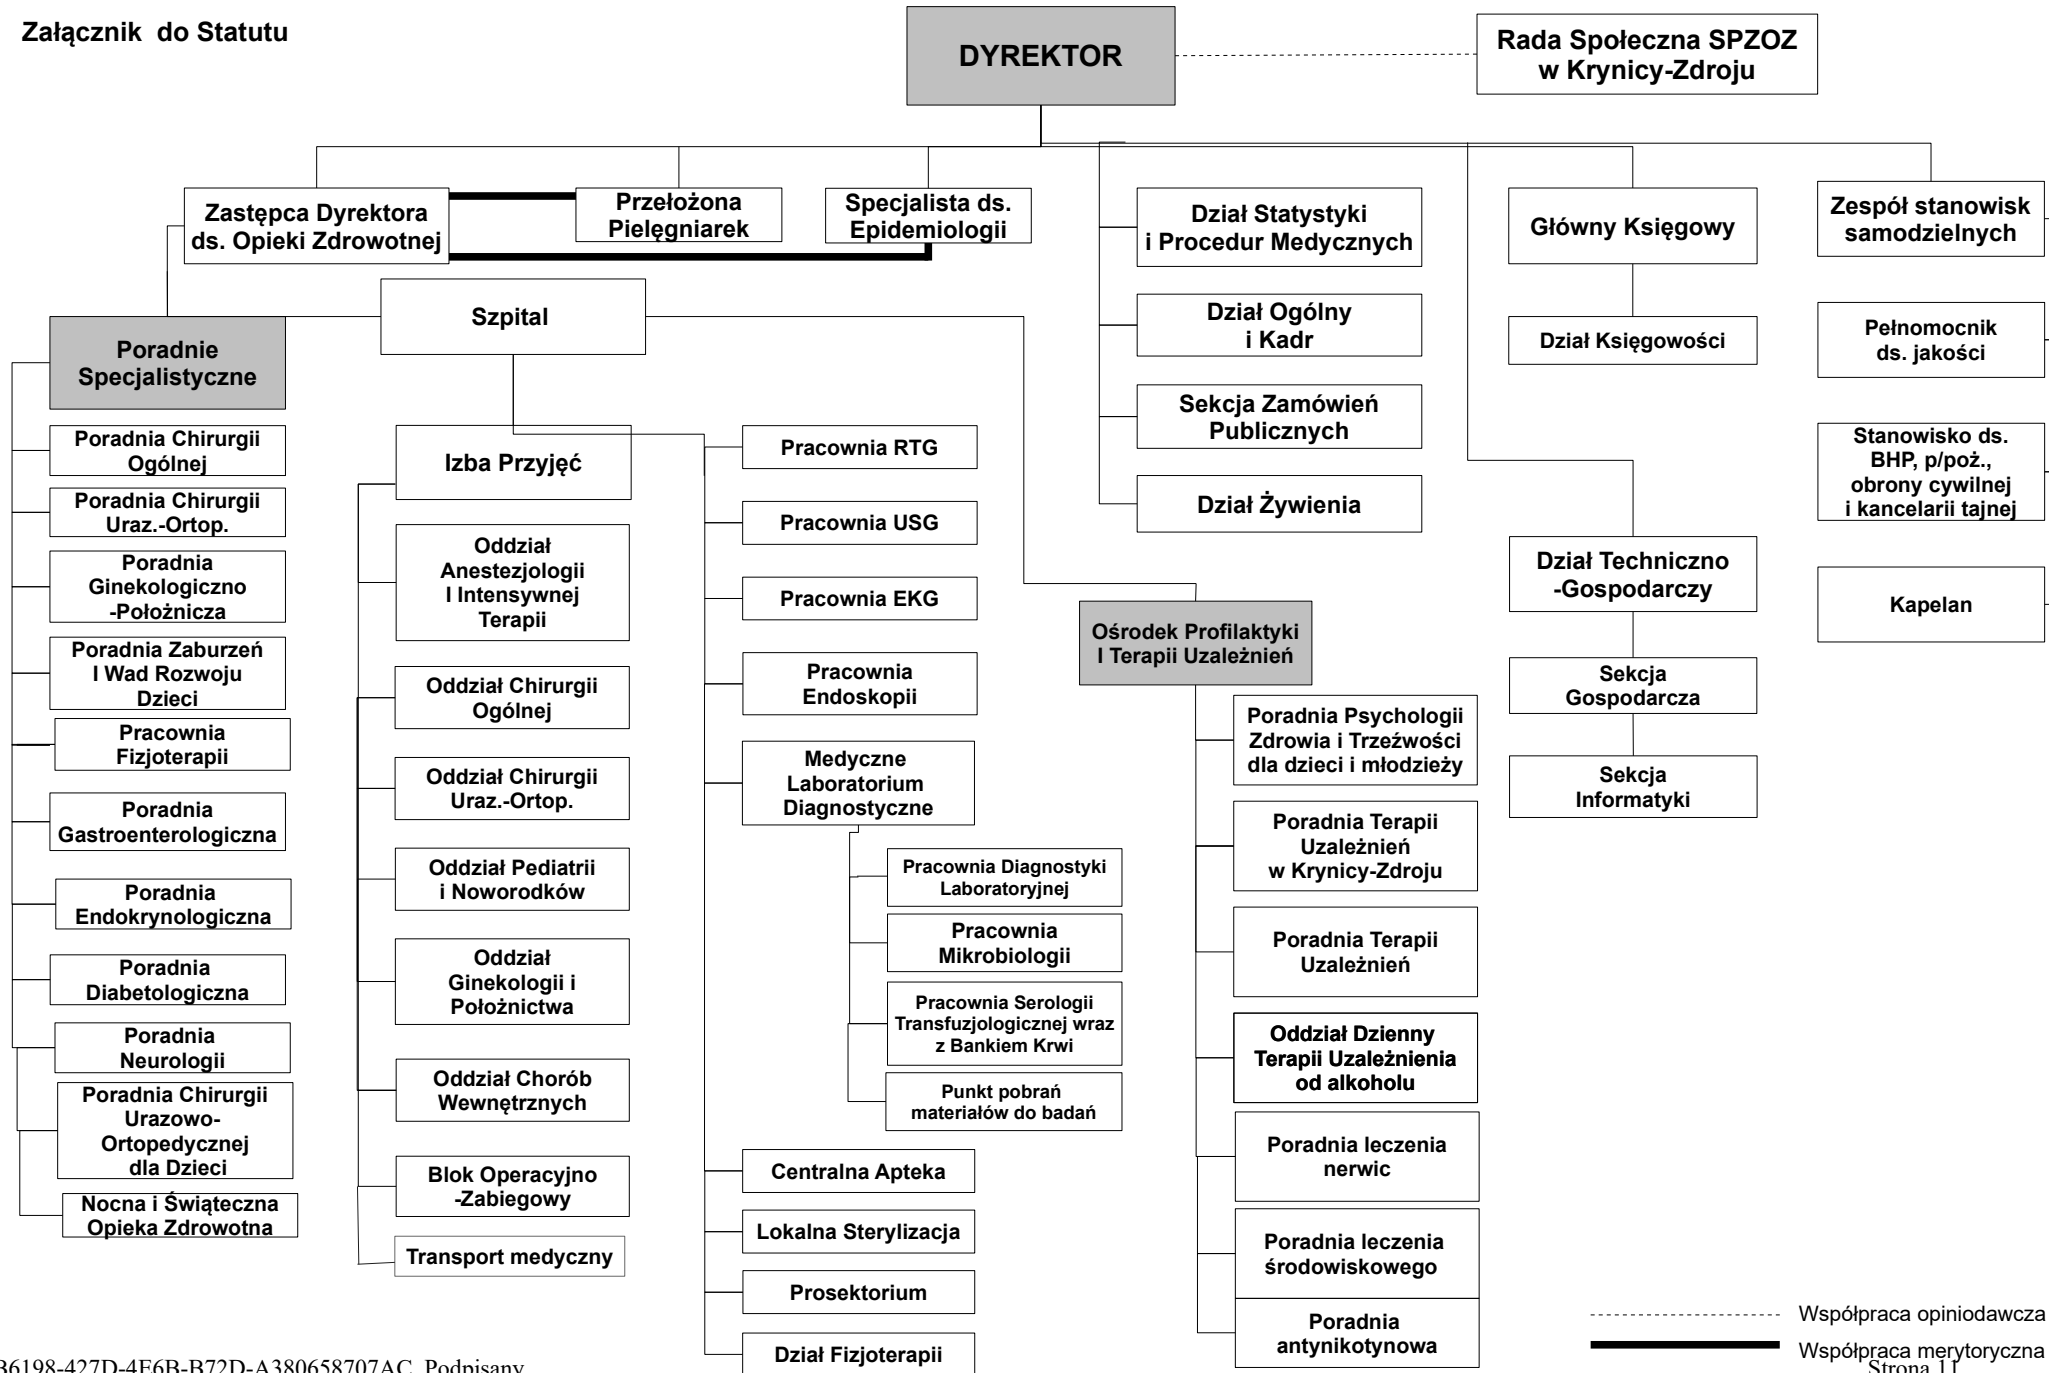 Załącznik do Statutu
DYREKTOR
Rada Społeczna SPZOZ
w Krynicy-Zdroju
Zastępca Dyrektora
ds. Opieki Zdrowotnej
Przełożona
Pielęgniarek
Specjalista ds.
Epidemiologii
Dział Statystyki
i Procedur Medycznych
Główny Księgowy
Zespół stanowisk
samodzielnych
Szpital
Dział Ogólny
i Kadr
Dział Księgowości
Pełnomocnik
ds. jakości
Sekcja Zamówień
Publicznych
Stanowisko ds.
BHP, p/poż.,
obrony cywilnej
i kancelarii tajnej
Dział Żywienia
Dział Techniczno
-Gospodarczy
Kapelan
Sekcja
Gospodarcza
Sekcja
Informatyki
Poradnie
Specjalistyczne
Poradnia Chirurgii
Ogólnej
Poradnia Chirurgii
Uraz.-Ortop.
Poradnia
Ginekologiczno
-Położnicza
Poradnia Zaburzeń
I Wad Rozwoju
Dzieci
Pracownia
Fizjoterapii
Poradnia
Gastroenterologiczna
Poradnia
Endokrynologiczna
Poradnia
Diabetologiczna
Poradnia
Neurologii
Poradnia Chirurgii
Urazowo-
Ortopedycznej
dla Dzieci
Nocna i Świąteczna
Opieka Zdrowotna
Izba Przyjęć
Oddział
Anestezjologii
I Intensywnej
Terapii
Oddział Chirurgii
Ogólnej
Oddział Chirurgii
Uraz.-Ortop.
Oddział Pediatrii
i Noworodków
Oddział
Ginekologii i
Położnictwa
Oddział Chorób
Wewnętrznych
Blok Operacyjno
-Zabiegowy
Transport medyczny
Pracownia RTG
Pracownia USG
Pracownia EKG
Pracownia
Endoskopii
Medyczne
Laboratorium
Diagnostyczne
Pracownia Diagnostyki
Laboratoryjnej
Pracownia
Mikrobiologii
Pracownia Serologii
Transfuzjologicznej wraz
z Bankiem Krwi
Punkt pobrań
materiałów do badań
Centralna Apteka
Lokalna Sterylizacja
Prosektorium
Dział Fizjoterapii
Ośrodek Profilaktyki
I Terapii Uzależnień
Poradnia Psychologii
Zdrowia i Trzeźwości
dla dzieci i młodzieży
Poradnia Terapii
Uzależnień
w Krynicy-Zdroju
Poradnia Terapii
Uzależnień
Oddział Dzienny
Terapii Uzależnienia
od alkoholu
Poradnia leczenia
nerwic
Poradnia leczenia
środowiskowego
Poradnia
antynikotynowa
Współpraca opiniodawcza
Współpraca merytoryczna
B6198-427D-4E6B-B72D-A380658707AC. Podpisany
Strona 11